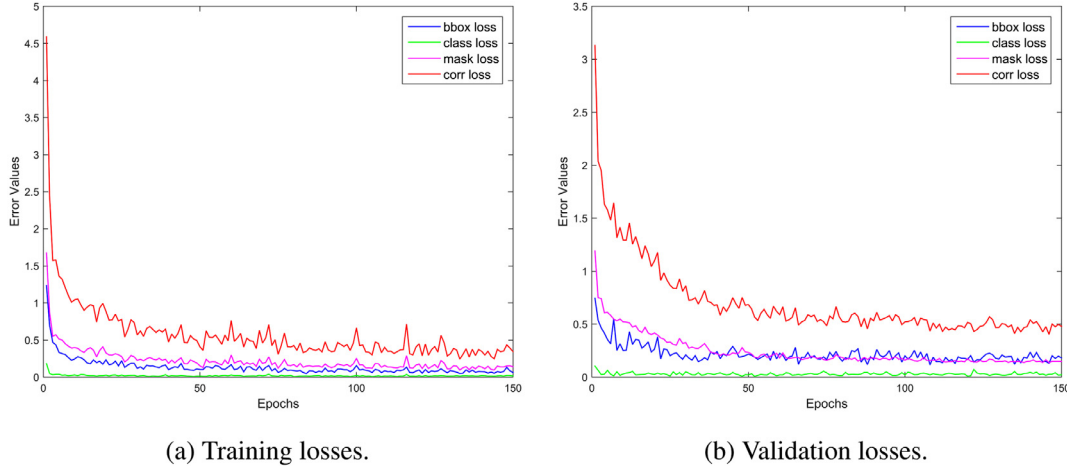 5
4.5
4
3.5
3
2.5
2
1.5
1
0.5
0
0
50
100
150
Error Values
Epochs
bbox loss
class loss
mask loss
corr loss
(a) Training losses.
3.5
3
2.5
2
1.5
1
0.5
0
0
50
100
150
Error Values
Epochs
bbox loss
class loss
mask loss
corr loss
(b) Validation losses.